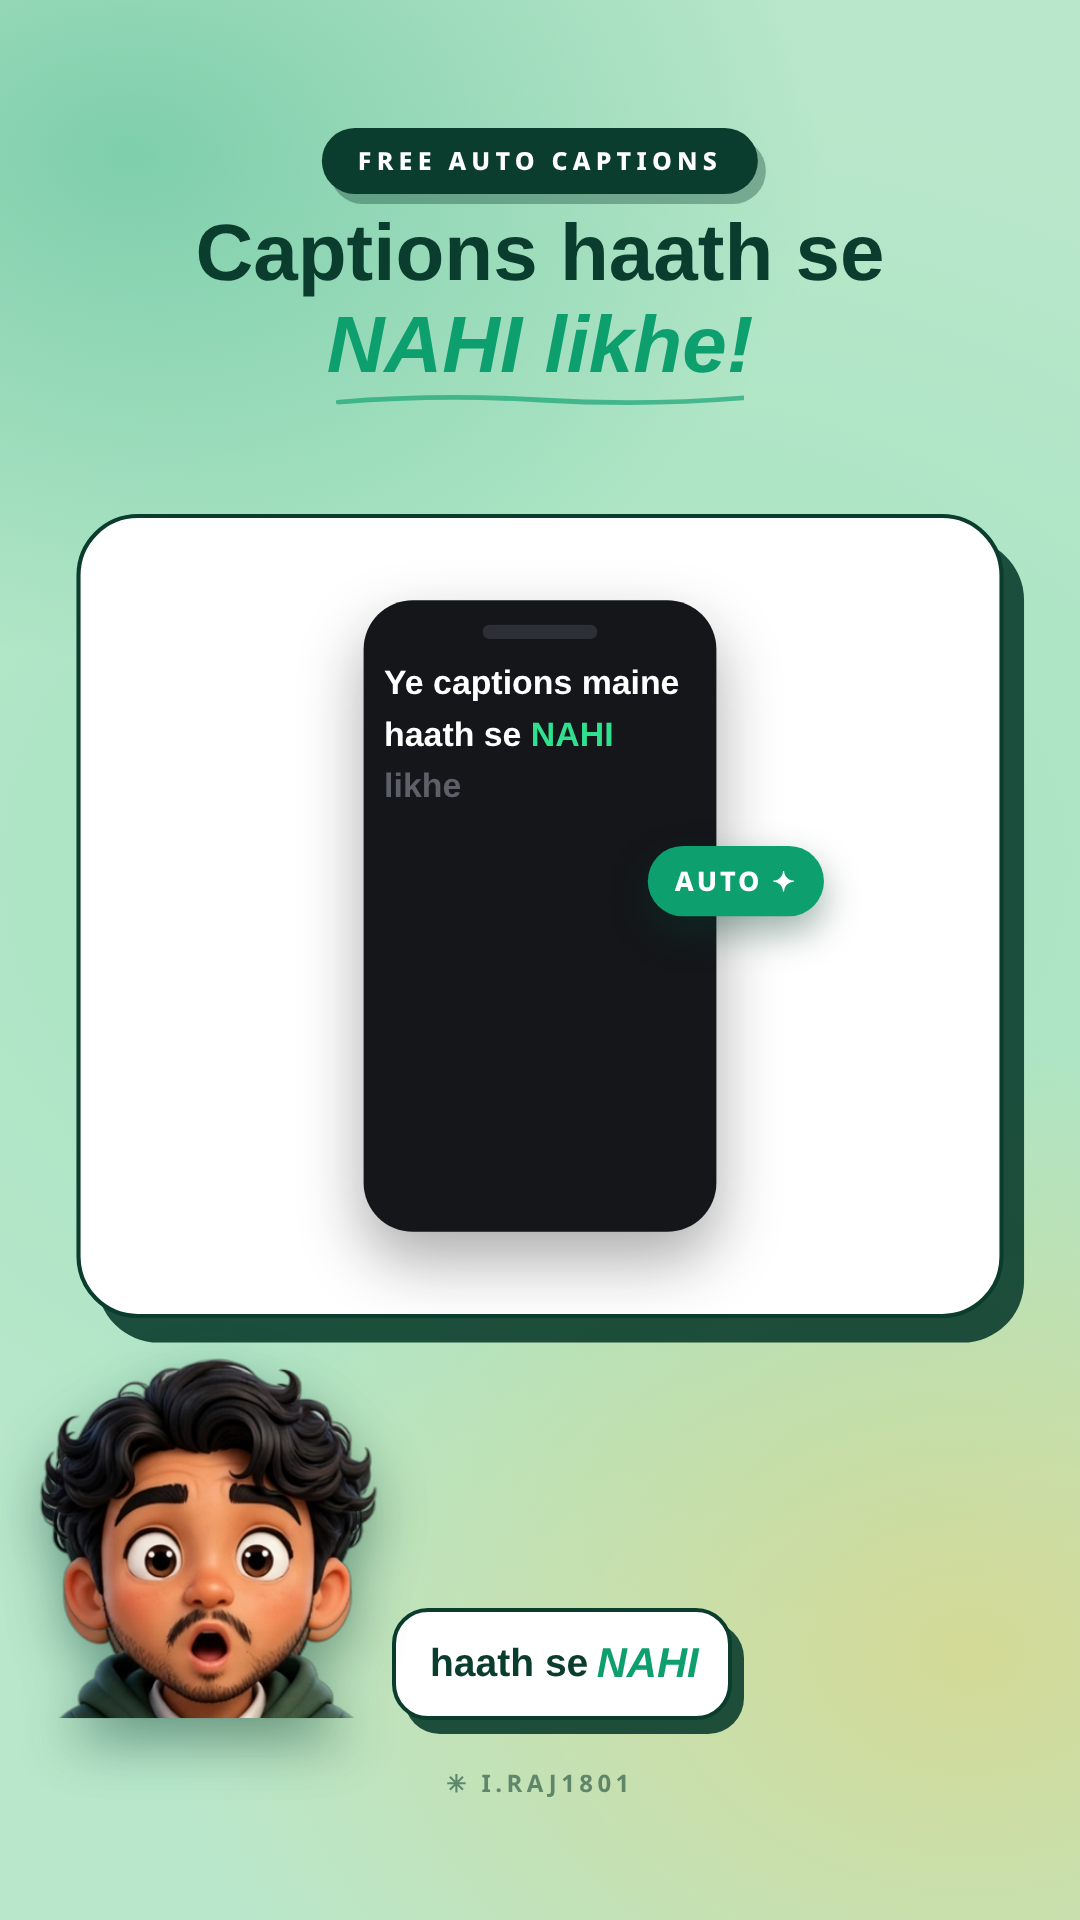 FREE AUTO CAPTIONS
Captions haath se
NAHI likhe!
Ye captions maine
haath se NAHI
likhe
AUTO ✦
haath se NAHI
✳ I.RAJ1801